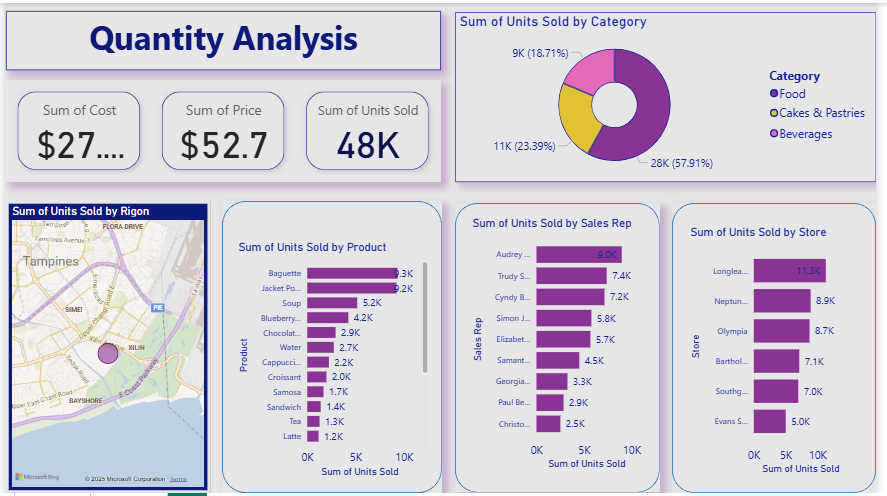 Quantity Analysis
Sum of Cost
$27....
Sum of Price
$52.7
Sum of Units Sold
48K
Sum of Units Sold by Category
9K (18.71%)
11K (23.39%)
28K (57.91%)
Category
Food
Cakes & Pastries
Beverages
Sum of Units Sold by Rigon
FLORA DRIVE
Tampines Avenue 7
Tampines
SIMEI
PIE
XILIN
BAYSHORE
E Coast Parkway
Microsoft Bing
© 2025 Microsoft Corporation Terms
Sum of Units Sold by Product
Product
Baguette 9.3K
Jacket Po... 9.2K
Soup 5.2K
Blueberry... 4.2K
Chocolat... 2.9K
Water 2.7K
Cappucci... 2.2K
Croissant 2.0K
Samosa 1.7K
Sandwich 1.4K
Tea 1.3K
Latte 1.2K
0K 5K 10K
Sum of Units Sold
Sum of Units Sold by Sales Rep
Sales Rep
Audrey ... 9.0K
Trudy S... 7.4K
Cyndy B... 7.2K
Simon J... 5.8K
Elizabet... 5.7K
Samant... 4.5K
Georgia... 3.3K
Paul Be... 2.9K
Christo... 2.5K
0K 5K 10K
Sum of Units Sold
Sum of Units Sold by Store
Store
Longlea... 11.3K
Neptun... 8.9K
Olympia 8.7K
Barthol... 7.1K
Southg... 7.0K
Evans S... 5.0K
0K 5K 10K
Sum of Units Sold